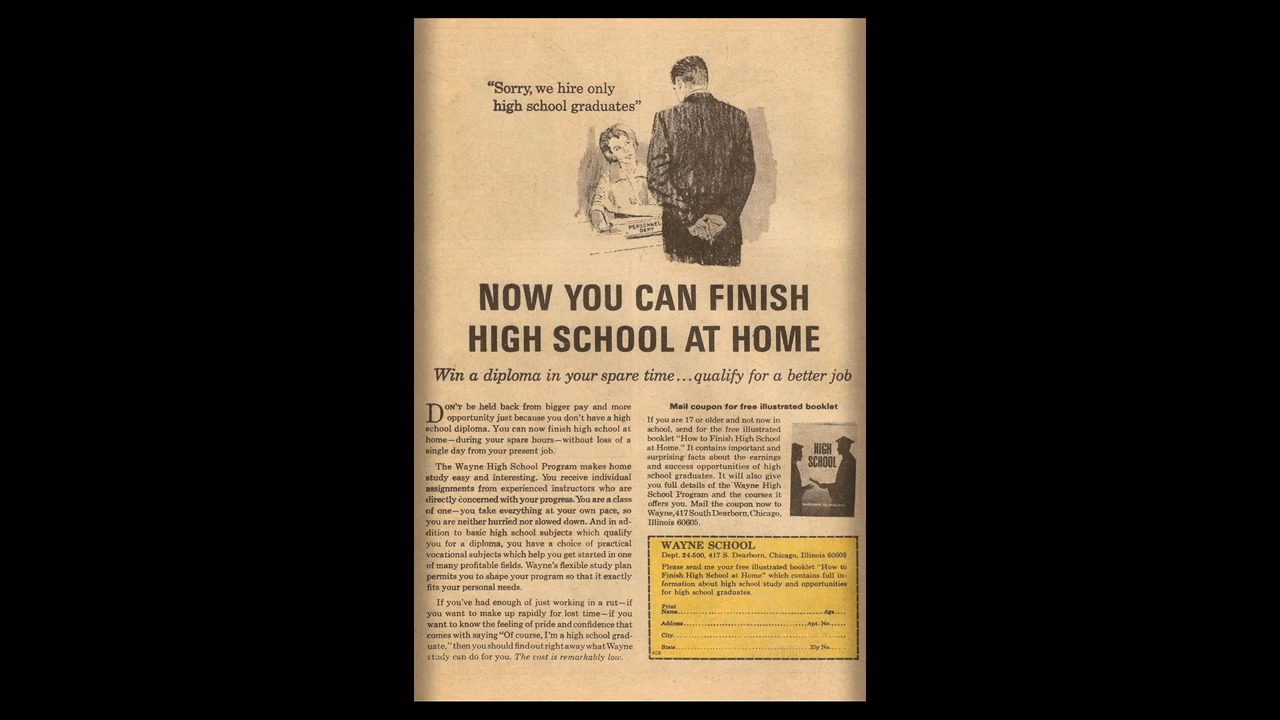 “Sorry, we hire only
high school graduates”
PERSONNEL
DEPT
NOW YOU CAN FINISH
HIGH SCHOOL AT HOME
Win a diploma in your spare time...qualify for a better job
DON'T be held back from bigger pay and more
opportunity just because you don't have a high
school diploma. You can now finish high school at
home—during your spare hours—without loss of a
single day from your present job.
The Wayne High School Program makes home
study easy and interesting. You receive individual
assignments from experienced instructors who are
directly concerned with your progress. You are a class
of one—you take everything at your own pace, so
you are neither hurried nor slowed down. And in ad-
dition to basic high school subjects which qualify
you for a diploma, you have a choice of practical
vocational subjects which help you get started in one
of many profitable fields. Wayne's flexible study plan
permits you to shape your program so that it exactly
fits your personal needs.
If you've had enough of just working in a rut—if
you want to make up rapidly for lost time—if you
want to know the feeling of pride and confidence that
comes with saying "Of course, I'm a high school grad-
uate," then you should find out right away what Wayne
study can do for you. The cost is remarkably low.
Mail coupon for free illustrated booklet
If you are 17 or older and not now in
school, send for the free illustrated
booklet "How to Finish High School
at Home." It contains important and
surprising facts about the earnings
and success opportunities of high
school graduates. It will also give
you full details of the Wayne High
School Program and the courses it
offers you. Mail the coupon now to
Wayne, 417 South Dearborn, Chicago,
Illinois 60605.
HIGH
SCHOOL
WAYNE SCHOOL
Dept. 24-500, 417 S. Dearborn, Chicago, Illinois 60605
Please send me your free illustrated booklet "How to
Finish High School at Home" which contains full in-
formation about high school study and opportunities
for high school graduates.
Print
Name Age
Address Apt. No.
City
State Zip No.